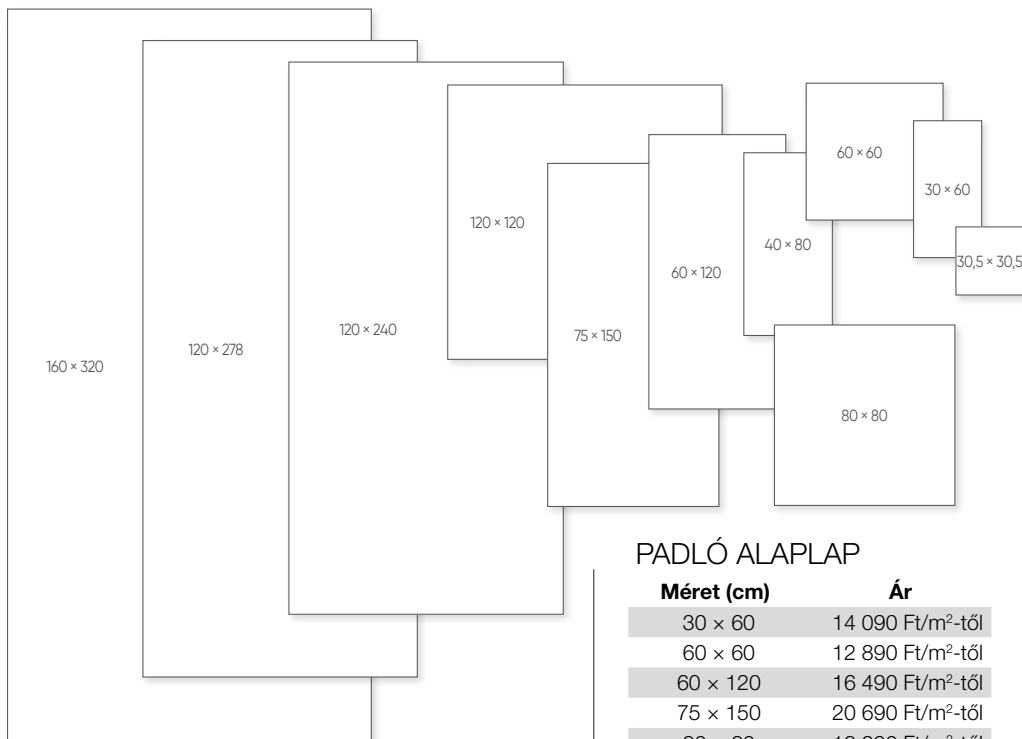 60 × 60
30 × 60
120 × 120
40 × 80
30,5 × 30,5
60 × 120
120 × 240
75 × 150
120 × 278
160 × 320
80 × 80
PADLÓ ALAPLAP
Méret (cm) Ár
30 × 60 14 090 Ft/m²-től
60 × 60 12 890 Ft/m²-től
60 × 120 16 490 Ft/m²-től
75 × 150 20 690 Ft/m²-től